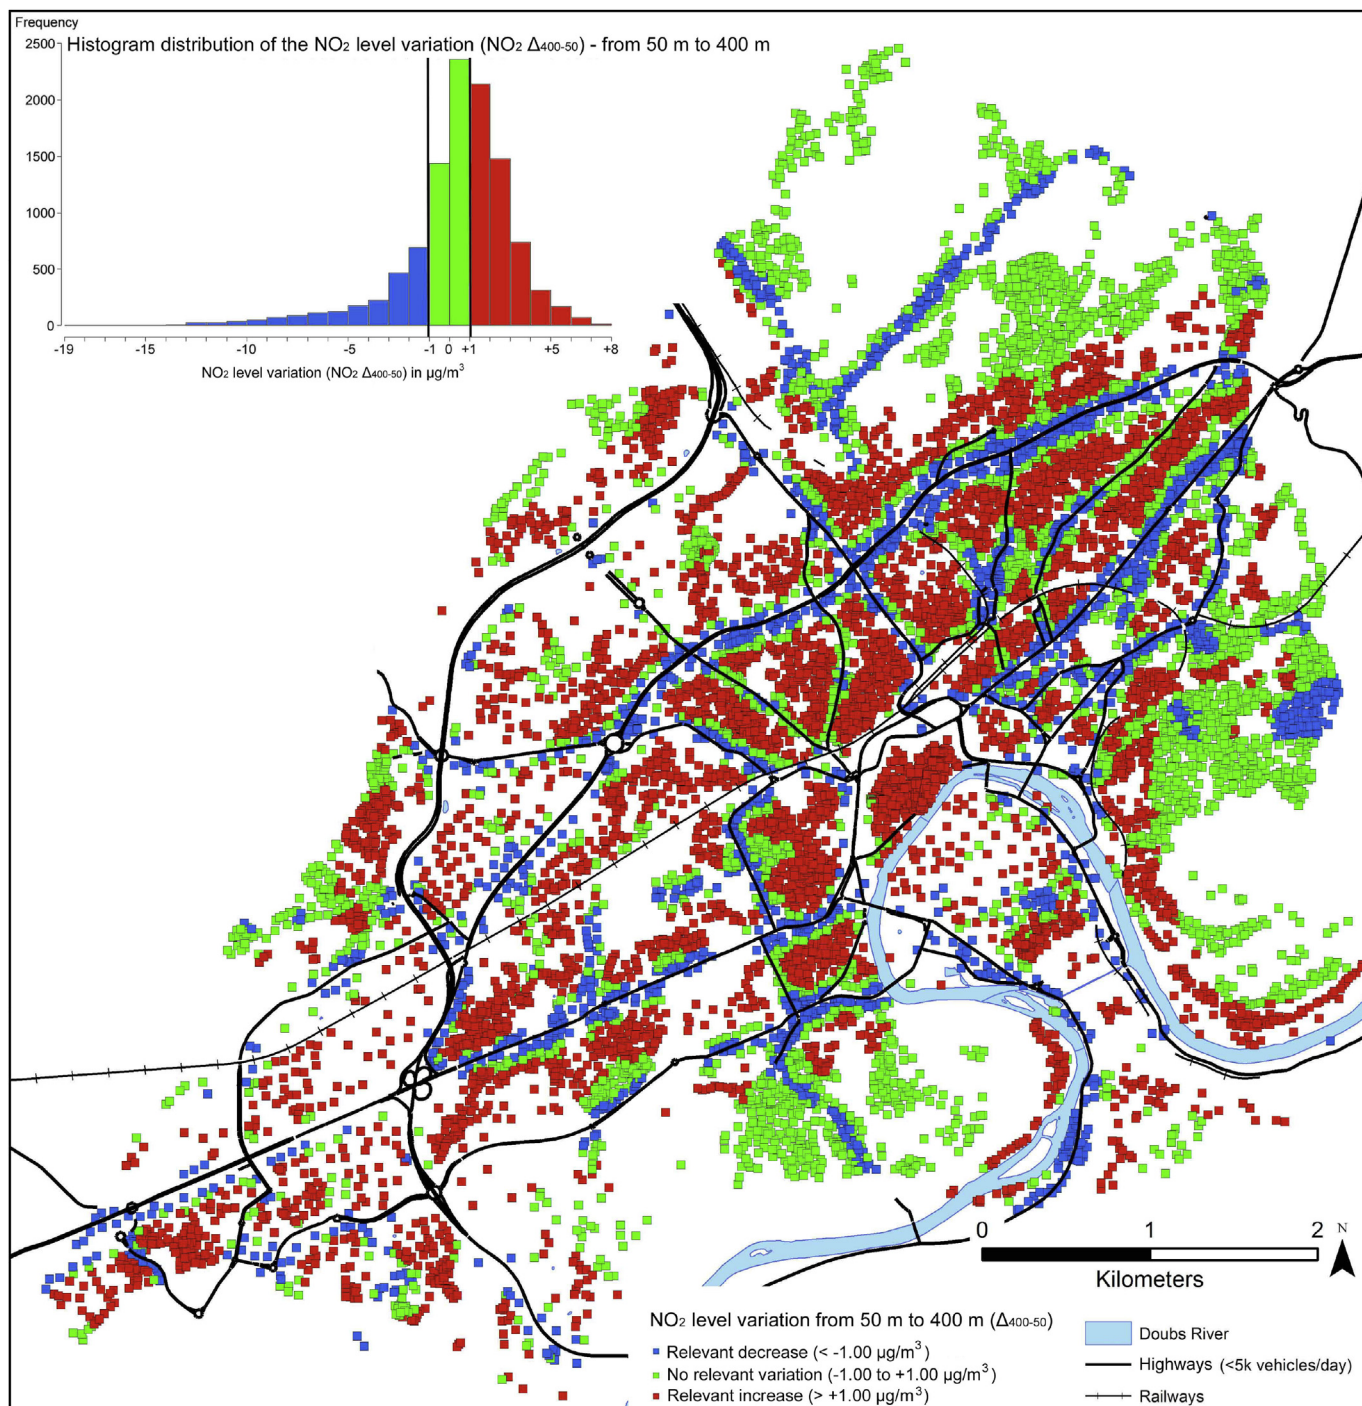 Frequency
Histogram distribution of the NO₂ level variation (NO₂ Δ₄₀₀₋₅₀) - from 50 m to 400 m
2500
2000
1500
1000
500
0
-19 -15 -10 -5 -1 0 +1 +5 +8
NO₂ level variation (NO₂ Δ₄₀₀₋₅₀) in µg/m³
0 1 2
Kilometers
N
NO₂ level variation from 50 m to 400 m (Δ₄₀₀₋₅₀)
Relevant decrease (< -1.00 µg/m³)
No relevant variation (-1.00 to +1.00 µg/m³)
Relevant increase (> +1.00 µg/m³)
Doubs River
Highways (<5k vehicles/day)
Railways